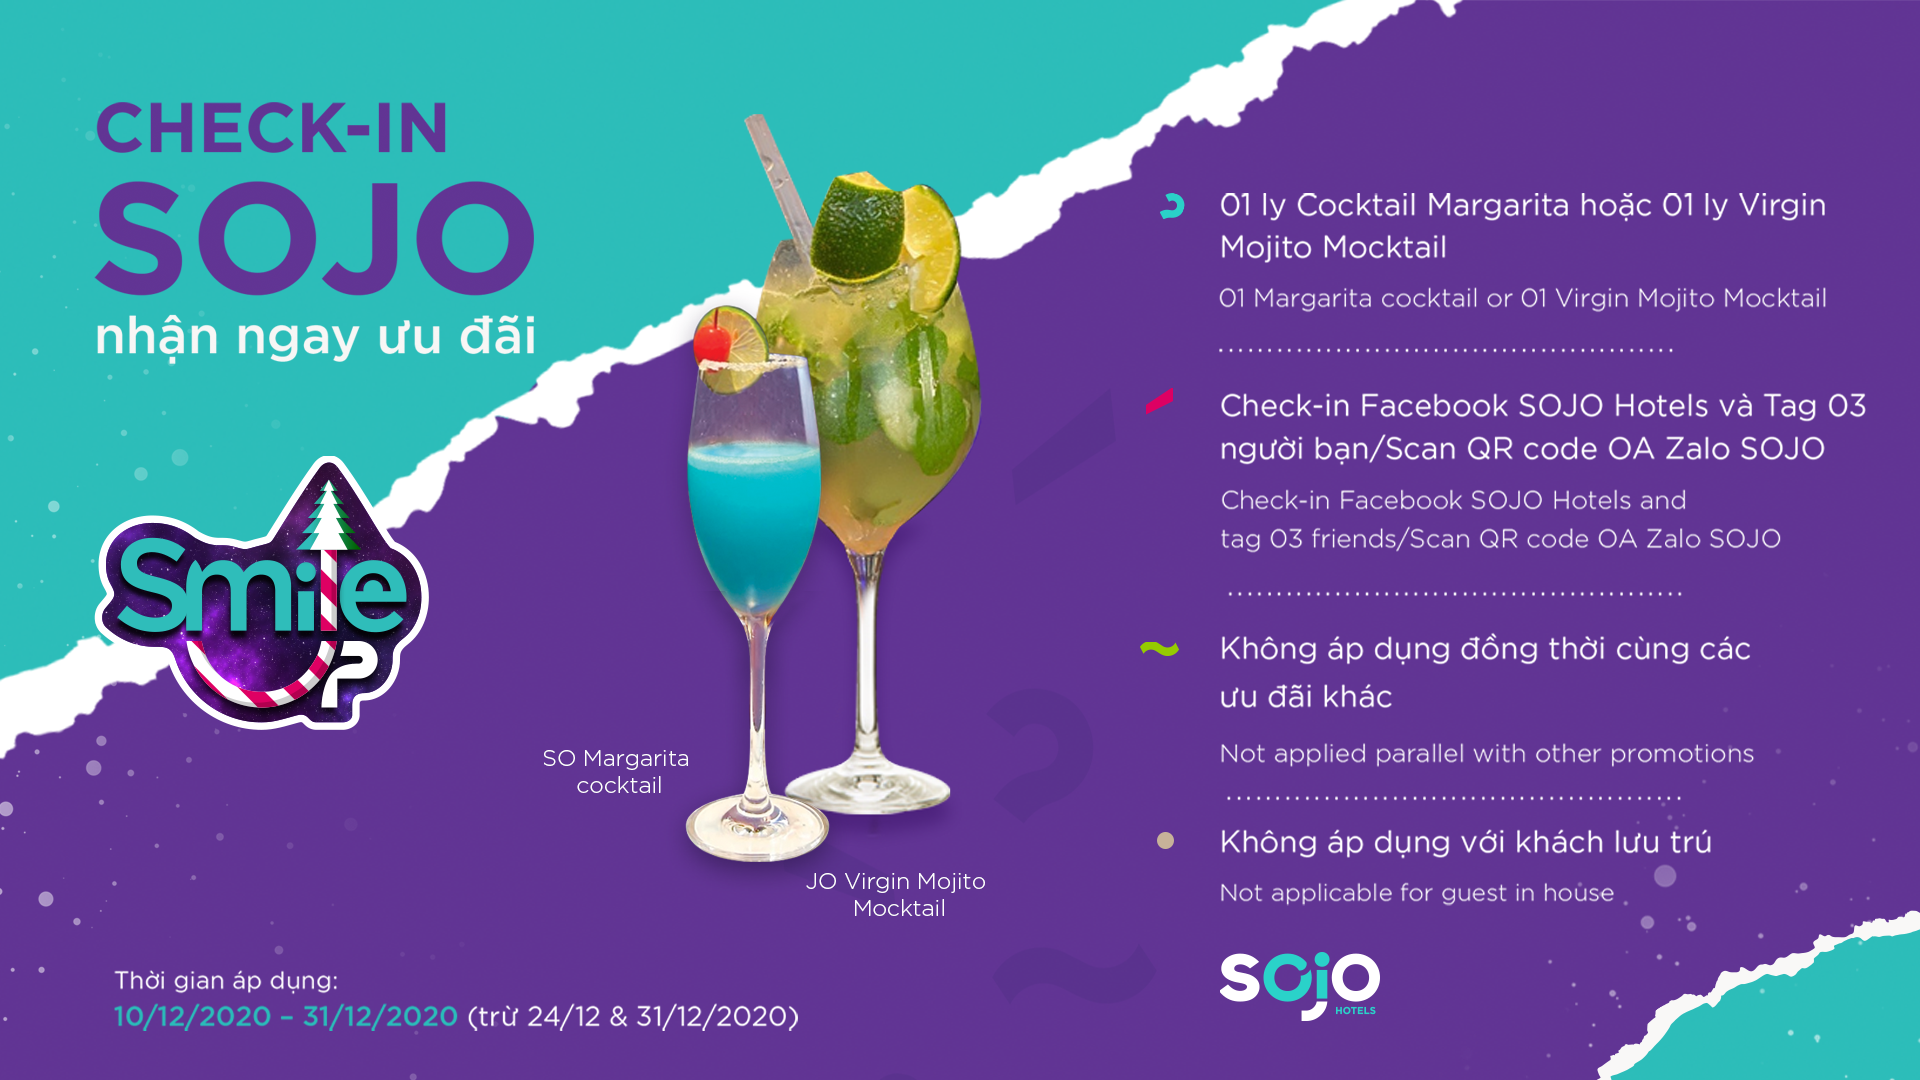 CHECK-IN
SOJO
nhận ngay ưu đãi
Smile
UP
SO Margarita
cocktail
JO Virgin Mojito
Mocktail
Thời gian áp dụng:
10/12/2020 – 31/12/2020 (trừ 24/12 & 31/12/2020)
01 ly Cocktail Margarita hoặc 01 ly Virgin
Mojito Mocktail
01 Margarita cocktail or 01 Virgin Mojito Mocktail
Check-in Facebook SOJO Hotels và Tag 03
người bạn/Scan QR code OA Zalo SOJO
Check-in Facebook SOJO Hotels and
tag 03 friends/Scan QR code OA Zalo SOJO
Không áp dụng đồng thời cùng các
ưu đãi khác
Not applied parallel with other promotions
Không áp dụng với khách lưu trú
Not applicable for guest in house
SOJO
HOTELS